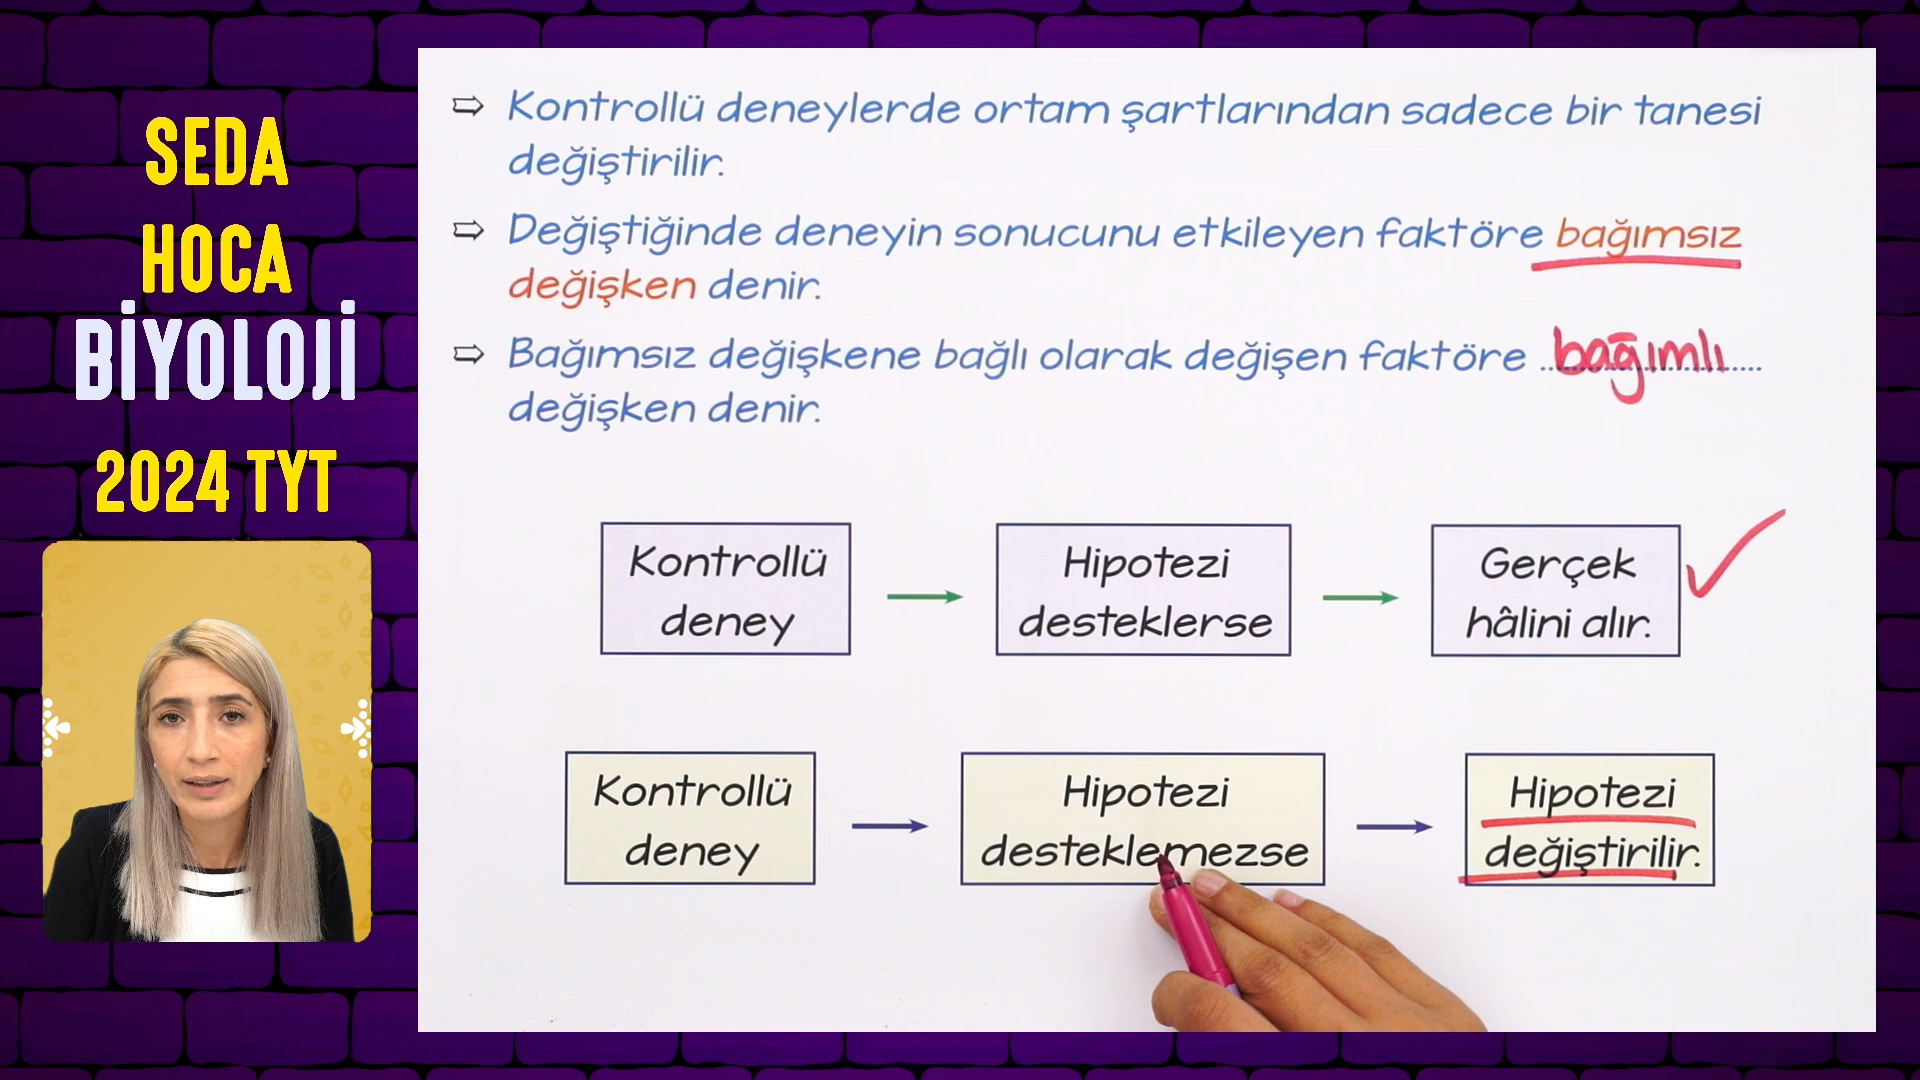 SEDA
HOCA
BİYOLOJİ
2024 TYT
⇨ Kontrollü deneylerde ortam şartlarından sadece bir tanesi
değiştirilir.
⇨ Değiştiğinde deneyin sonucunu etkileyen faktöre bağımsız
değişken denir.
⇨ Bağımsız değişkene bağlı olarak değişen faktöre ..bağımlı.....
değişken denir.
Kontrollü
deney
Hipotezi
desteklerse
Gerçek
hâlini alır.
Kontrollü
deney
Hipotezi
desteklemezse
Hipotezi
değiştirilir.